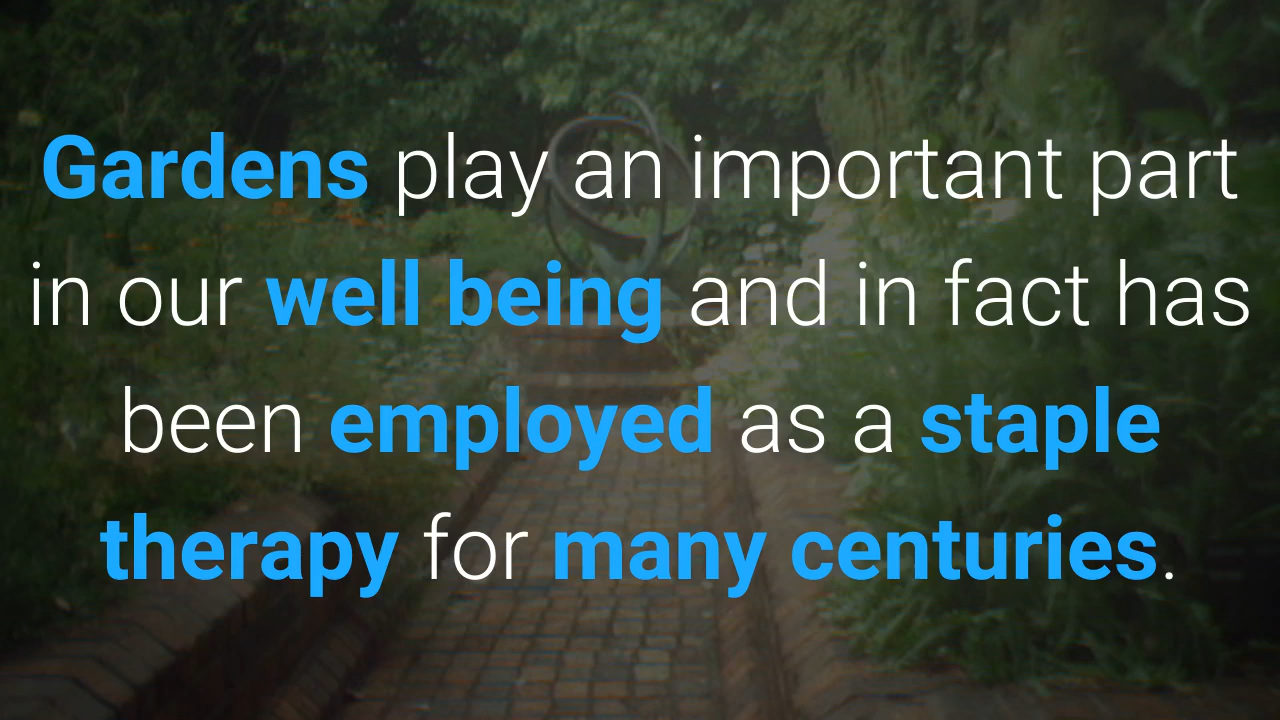 Gardens play an important part
in our well being and in fact has
been employed as a staple
therapy for many centuries.